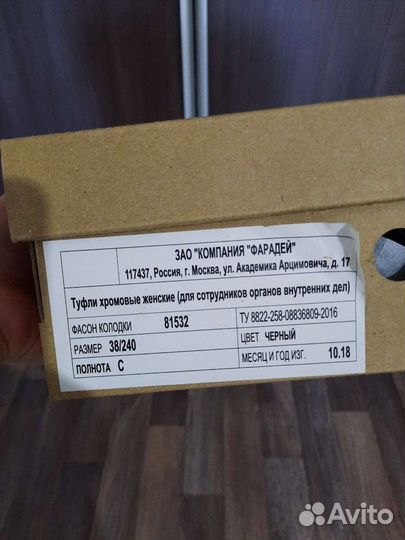 ЗАО "КОМПАНИЯ "ФАРАДЕЙ"
117437, Россия, г. Москва, ул. Академика Арцимовича, д. 17
Туфли хромовые женские (для сотрудников органов внутренних дел)
ФАСОН КОЛОДКИ 81532 ТУ 8822-258-08836809-2016
РАЗМЕР 38/240 ЦВЕТ ЧЕРНЫЙ
ПОЛНОТА С МЕСЯЦ И ГОД ИЗГ. 10.18
Avito